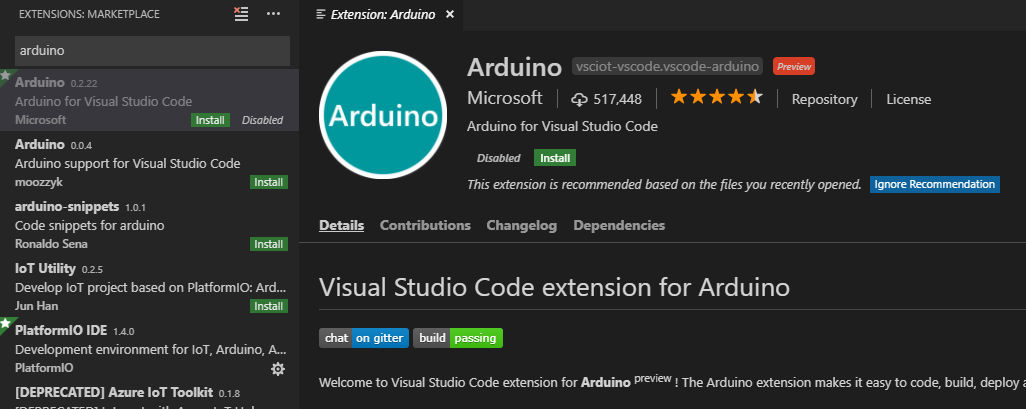 EXTENSIONS: MARKETPLACE
arduino
Arduino 0.2.22
Arduino for Visual Studio Code
Microsoft Install Disabled
Arduino 0.0.4
Arduino support for Visual Studio Code
moozzyk Install
arduino-snippets 1.0.1
Code snippets for arduino
Ronaldo Sena Install
IoT Utility 0.2.5
Develop IoT project based on PlatformIO: Ard...
Jun Han Install
PlatformIO IDE 1.4.0
Development environment for IoT, Arduino, A...
PlatformIO
[DEPRECATED] Azure IoT Toolkit 0.1.8
Extension: Arduino
Arduino
Arduino vsciot-vscode.vscode-arduino Preview
Microsoft 517,448 Repository License
Arduino for Visual Studio Code
Disabled Install
This extension is recommended based on the files you recently opened. Ignore Recommendation
Details Contributions Changelog Dependencies
Visual Studio Code extension for Arduino
chat on gitter build passing
Welcome to Visual Studio Code extension for Arduino preview ! The Arduino extension makes it easy to code, build, deploy a